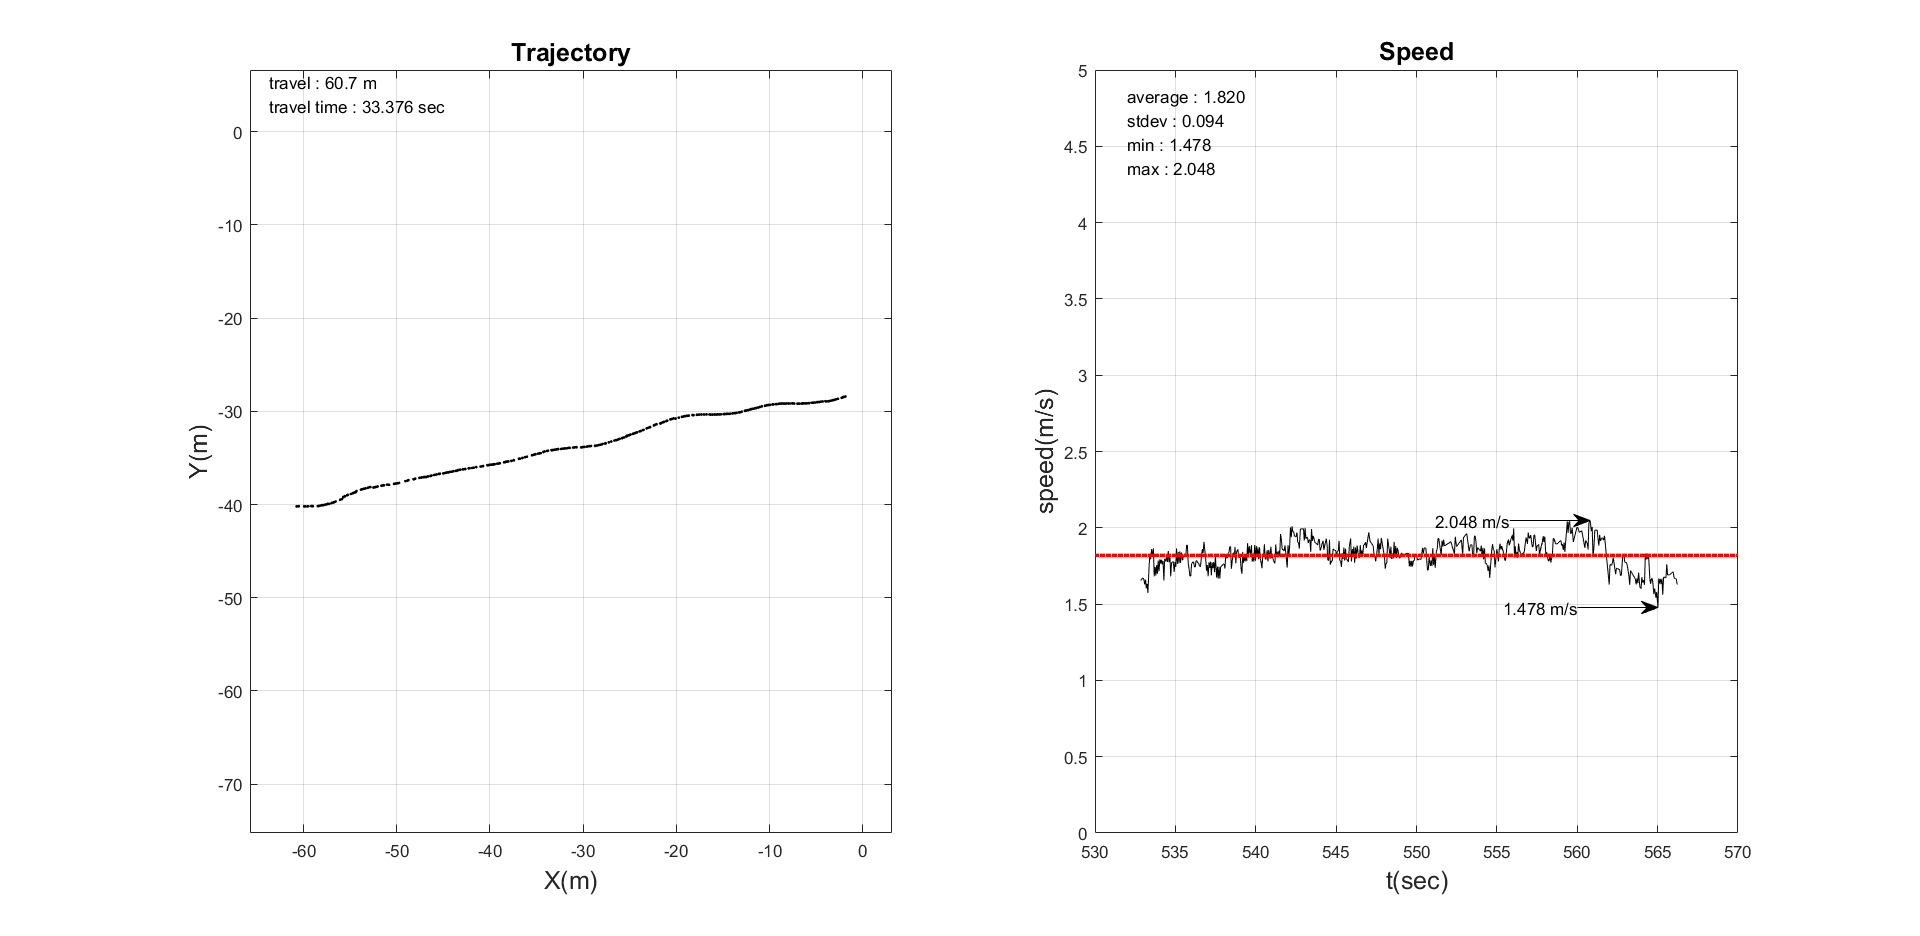 Trajectory
travel : 60.7 m
travel time : 33.376 sec
0
-10
-20
-30
-40
-50
-60
-70
Y(m)
-60 -50 -40 -30 -20 -10 0
X(m)
Speed
average : 1.820
stdev : 0.094
min : 1.478
max : 2.048
5
4.5
4
3.5
3
2.5
2
1.5
1
0.5
0
speed(m/s)
2.048 m/s
1.478 m/s
530 535 540 545 550 555 560 565 570
t(sec)